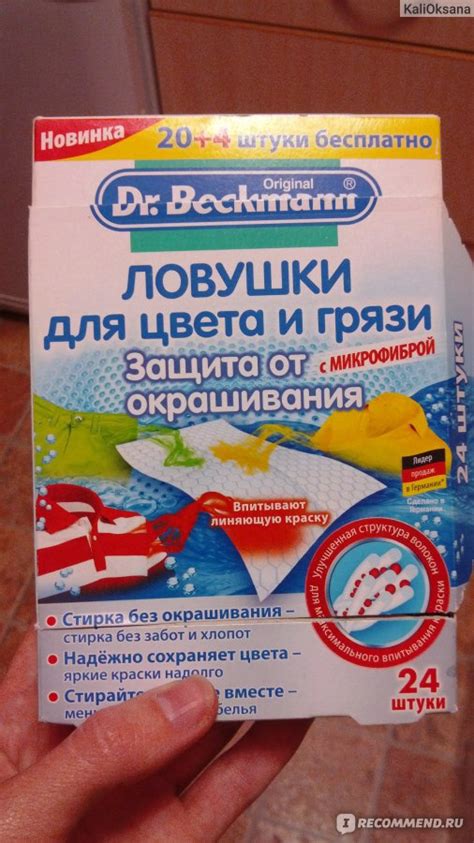 KaliOksana
Новинка
20+4 штуки бесплатно
Original
Dr. Beckmann®
ЛОВУШКИ
для цвета и грязи
Защита от
окрашивания
с МИКРОФИБРОЙ
24 ШТУКИ
Лидер
продаж
в Германии*
Сделано в
Германии
Впитывают
линяющую краску
Улучшенная структура волокон
для максимального впитывания краски
• Стирка без окрашивания –
стирка без забот и хлопот
• Надёжно сохраняет цвета –
яркие краски надолго
• Стирайте вместе –
белья
24
штуки
IRECOMMEND.RU